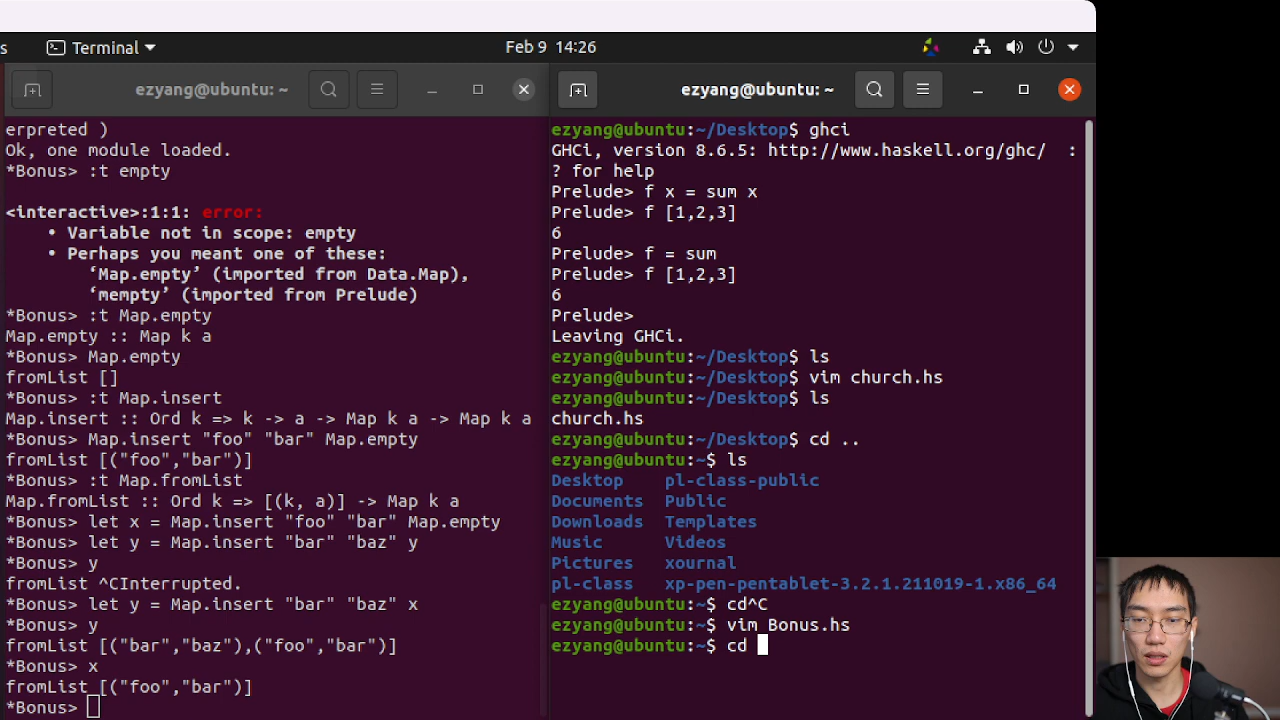 s
Terminal
Feb 9 14:26
ezyang@ubuntu: ~
erpreted )
Ok, one module loaded.
*Bonus> :t empty
<interactive>:1:1: error:
• Variable not in scope: empty
• Perhaps you meant one of these:
‘Map.empty’ (imported from Data.Map),
‘mempty’ (imported from Prelude)
*Bonus> :t Map.empty
Map.empty :: Map k a
*Bonus> Map.empty
fromList []
*Bonus> :t Map.insert
Map.insert :: Ord k => k -> a -> Map k a -> Map k a
*Bonus> Map.insert "foo" "bar" Map.empty
fromList [("foo","bar")]
*Bonus> :t Map.fromList
Map.fromList :: Ord k => [(k, a)] -> Map k a
*Bonus> let x = Map.insert "foo" "bar" Map.empty
*Bonus> let y = Map.insert "bar" "baz" y
*Bonus> y
fromList ^CInterrupted.
*Bonus> let y = Map.insert "bar" "baz" x
*Bonus> y
fromList [("bar","baz"),("foo","bar")]
*Bonus> x
fromList [("foo","bar")]
*Bonus>
ezyang@ubuntu: ~
ezyang@ubuntu:~/Desktop$ ghci
GHCi, version 8.6.5: http://www.haskell.org/ghc/  :
? for help
Prelude> f x = sum x
Prelude> f [1,2,3]
6
Prelude> f = sum
Prelude> f [1,2,3]
6
Prelude>
Leaving GHCi.
ezyang@ubuntu:~/Desktop$ ls
ezyang@ubuntu:~/Desktop$ vim church.hs
ezyang@ubuntu:~/Desktop$ ls
church.hs
ezyang@ubuntu:~/Desktop$ cd ..
ezyang@ubuntu:~$ ls
Desktop pl-class-public
Documents Public
Downloads Templates
Music Videos
Pictures xournal
pl-class xp-pen-pentablet-3.2.1.211019-1.x86_64
ezyang@ubuntu:~$ cd^C
ezyang@ubuntu:~$ vim Bonus.hs
ezyang@ubuntu:~$ cd